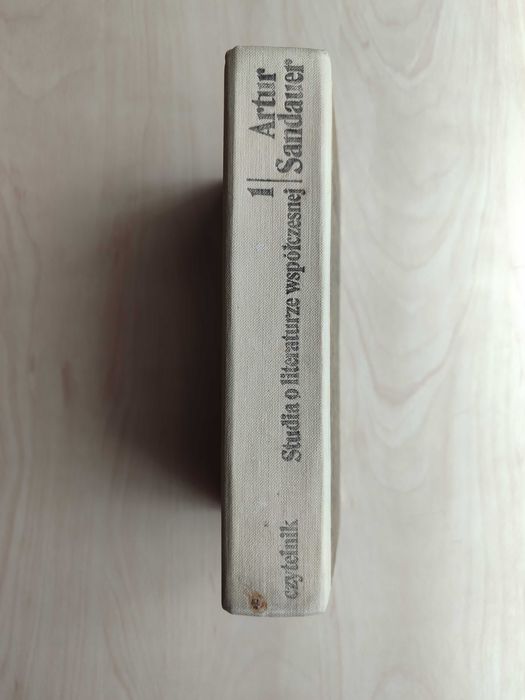 1 | Artur
Studia o literaturze współczesnej | Sandauer
czytelnik